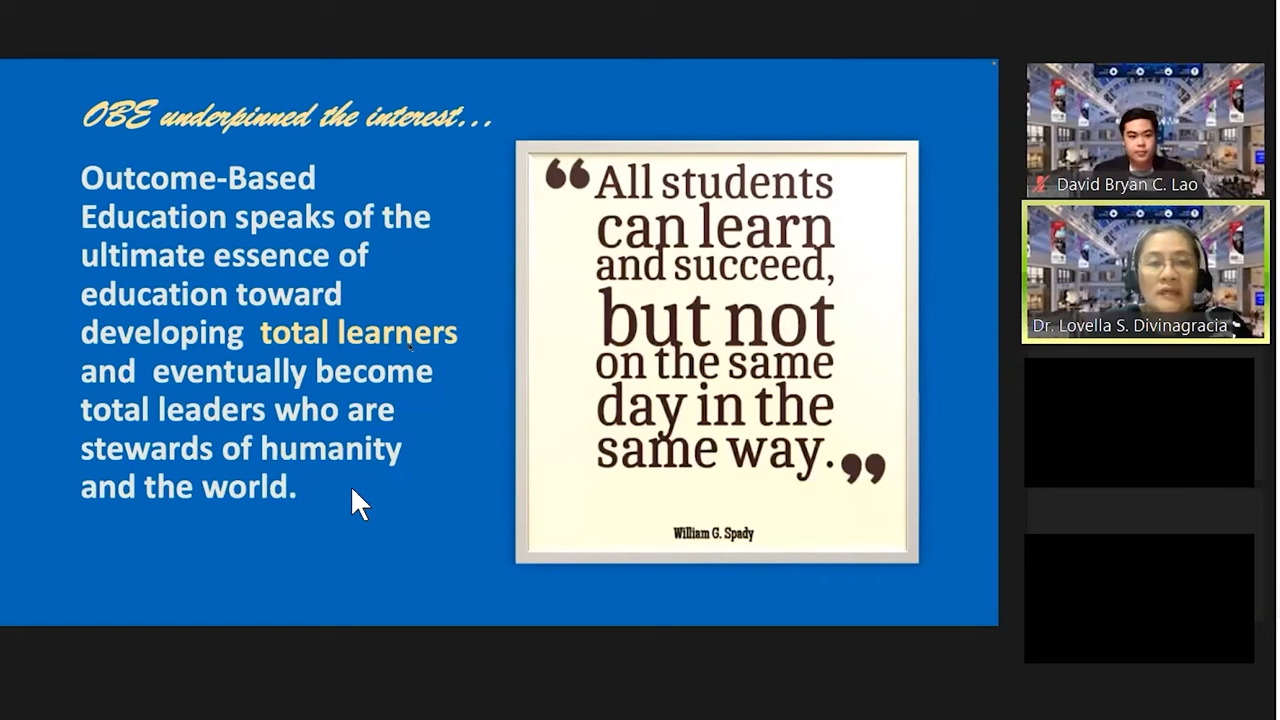 OBE underpinned the interest...
Outcome-Based
Education speaks of the
ultimate essence of
education toward
developing total learners
and eventually become
total leaders who are
stewards of humanity
and the world.
“All students
can learn
and succeed,
but not
on the same
day in the
same way.”
William G. Spady
David Bryan C. Lao
Dr. Lovella S. Divinagracia